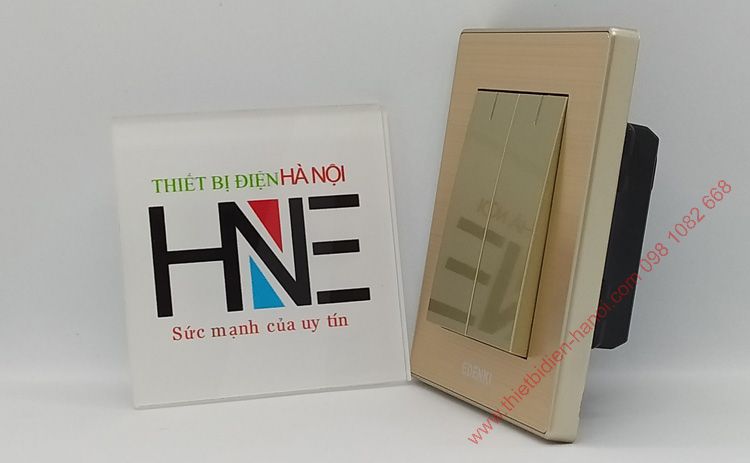 THIẾT BỊ ĐIỆN HÀ NỘI
HNE
Sức mạnh của uy tín
EDENKI
www.thietbidien-hanoi.com 098 1082 668